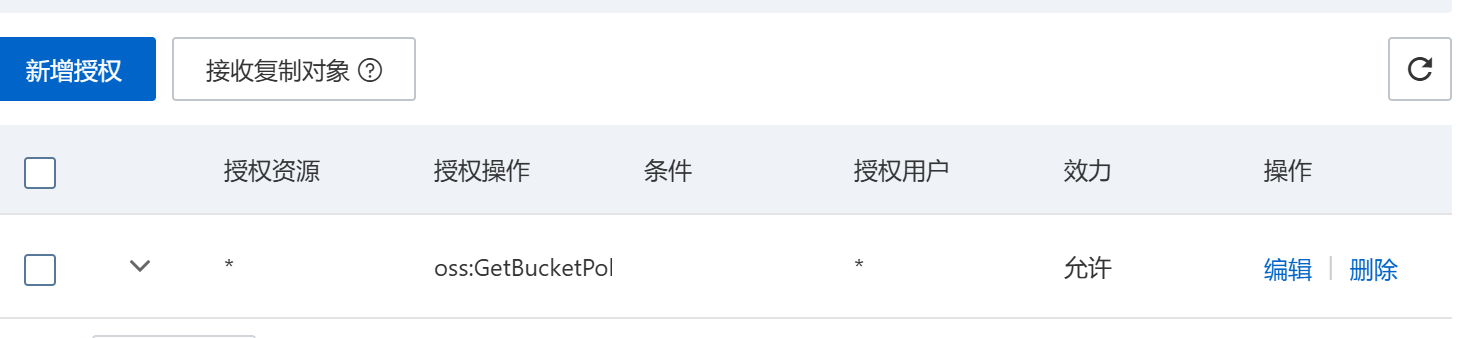 新增授权
接收复制对象 ?
授权资源 授权操作 条件 授权用户 效力 操作
* oss:GetBucketPol * 允许 编辑 | 删除